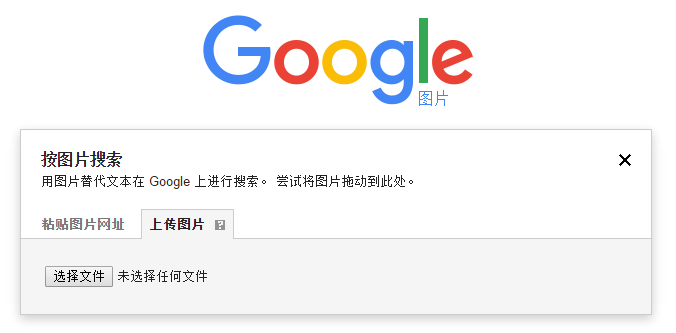 Google
图片
按图片搜索
用图片替代文本在 Google 上进行搜索。 尝试将图片拖动到此处。
粘贴图片网址 上传图片 ?
选择文件 未选择任何文件